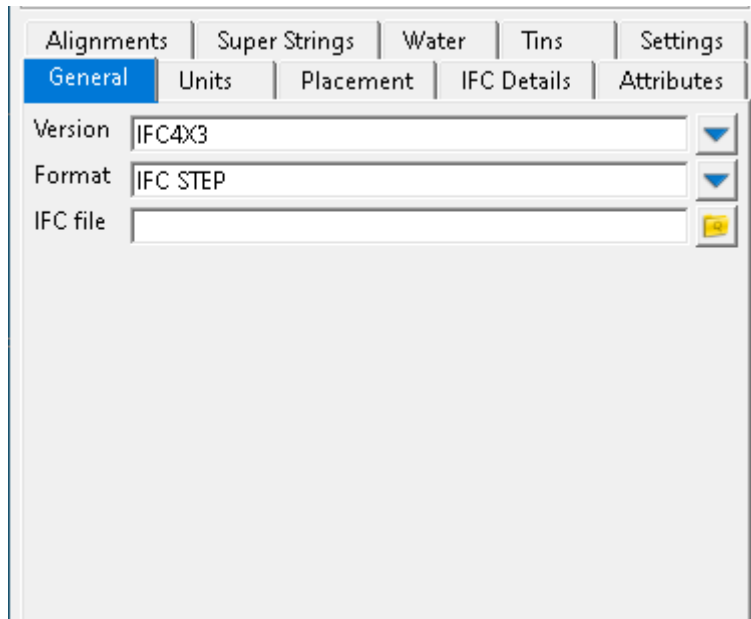 Alignments Super Strings Water Tins Settings
General Units Placement IFC Details Attributes
Version IFC4X3
Format IFC STEP
IFC file